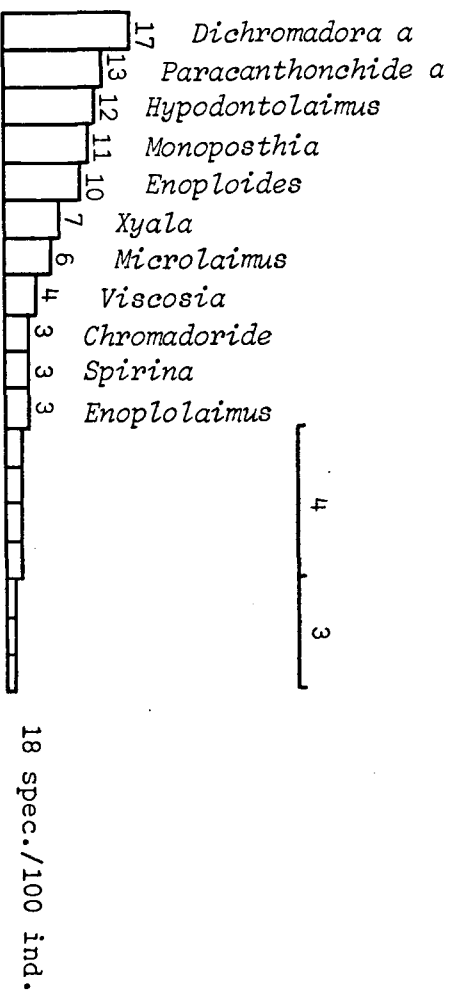 17 Dichromadora a
13 Paracanthonchide a
12 Hypodontolaimus
11 Monoposthia
10 Enoploides
7 Xyala
6 Microlaimus
4 Viscosia
3 Chromadoride
3 Spirina
3 Enoplolaimus
4
3
18 spec./100 ind.